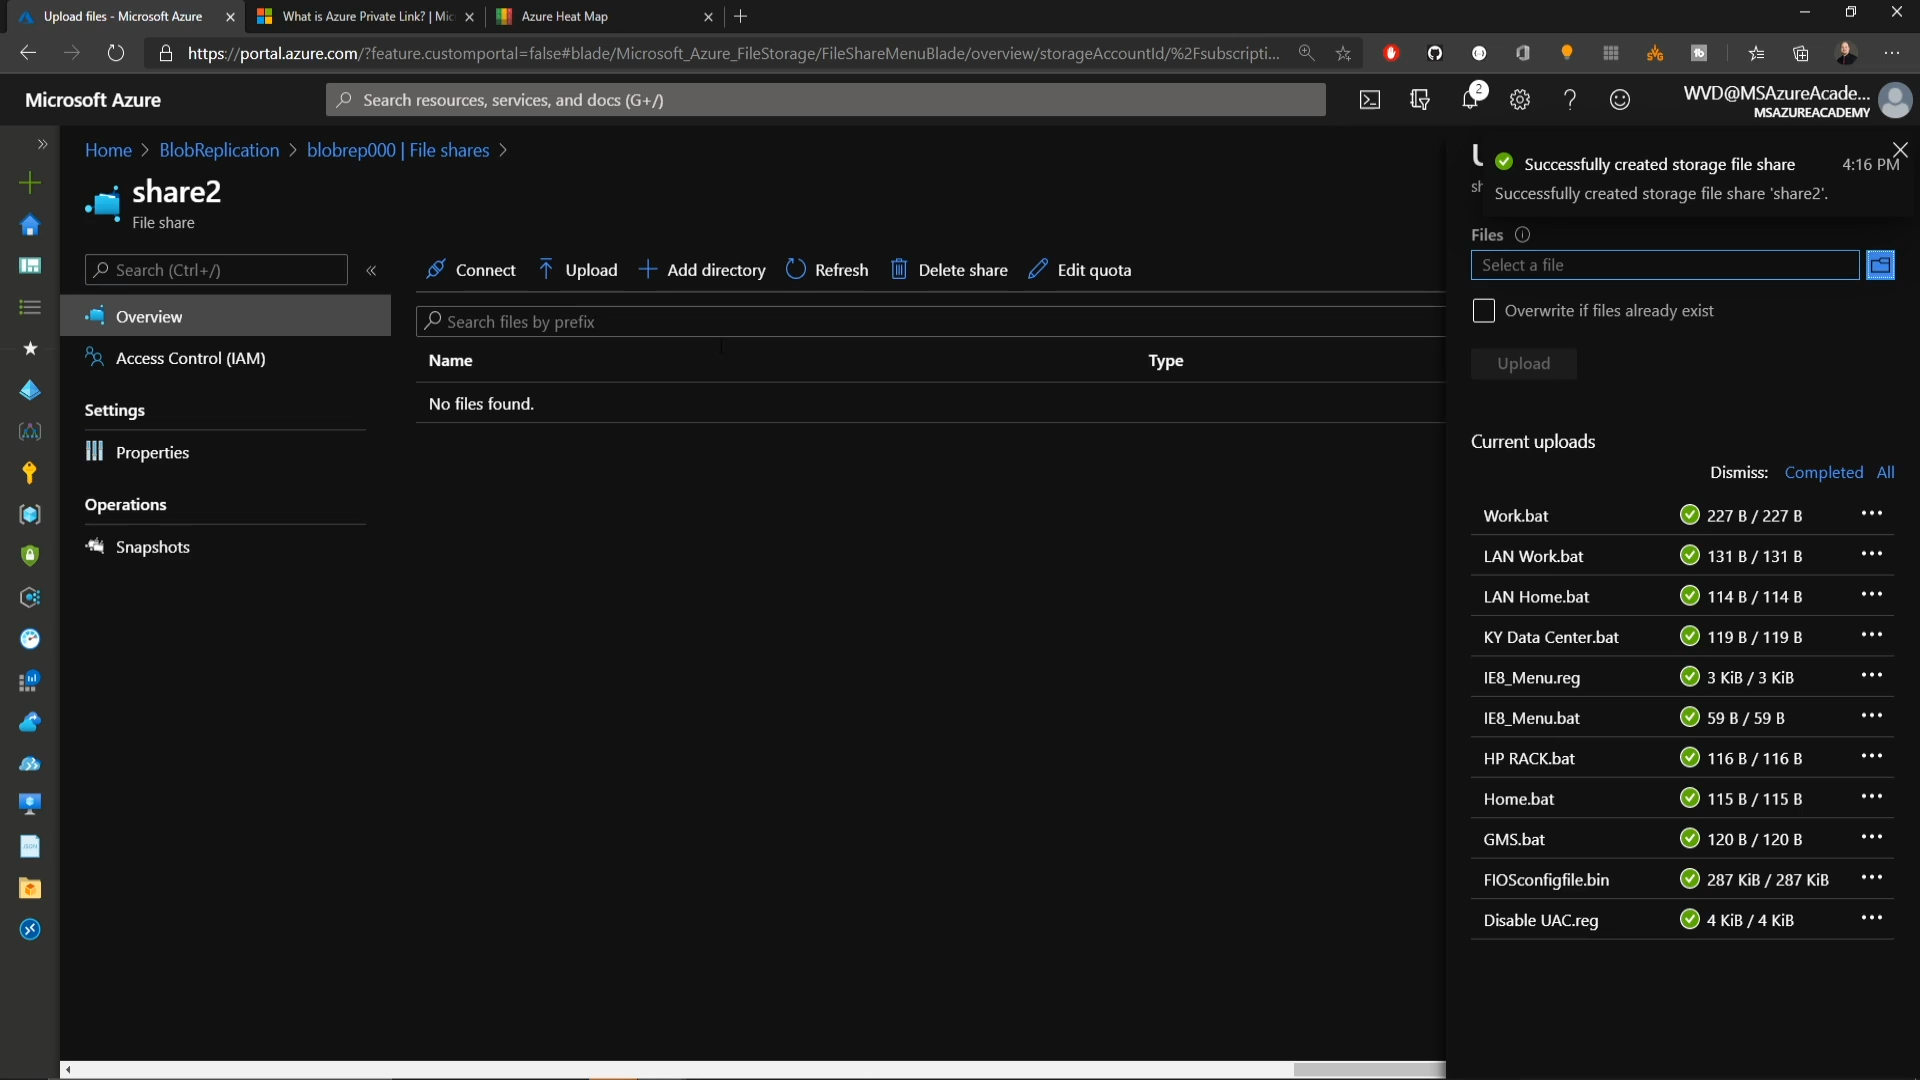 Upload files - Microsoft Azure
What is Azure Private Link? | Mic
Azure Heat Map
https://portal.azure.com/?feature.customportal=false#blade/Microsoft_Azure_FileStorage/FileShareMenuBlade/overview/storageAccountId/%2Fsubscripti...
Microsoft Azure
Search resources, services, and docs (G+/)
2
WVD@MSAzureAcade...
MSAZUREACADEMY
Home > BlobReplication > blobrep000 | File shares >
share2
File share
Search (Ctrl+/)
«
Overview
Access Control (IAM)
Settings
Properties
Operations
Snapshots
Connect
Upload
Add directory
Refresh
Delete share
Edit quota
Search files by prefix
Name
Type
No files found.
Successfully created storage file share
4:16 PM
Successfully created storage file share 'share2'.
Files
Select a file
Overwrite if files already exist
Upload
Current uploads
Dismiss: Completed All
Work.bat 227 B / 227 B
LAN Work.bat 131 B / 131 B
LAN Home.bat 114 B / 114 B
KY Data Center.bat 119 B / 119 B
IE8_Menu.reg 3 KiB / 3 KiB
IE8_Menu.bat 59 B / 59 B
HP RACK.bat 116 B / 116 B
Home.bat 115 B / 115 B
GMS.bat 120 B / 120 B
FIOSconfigfile.bin 287 KiB / 287 KiB
Disable UAC.reg 4 KiB / 4 KiB